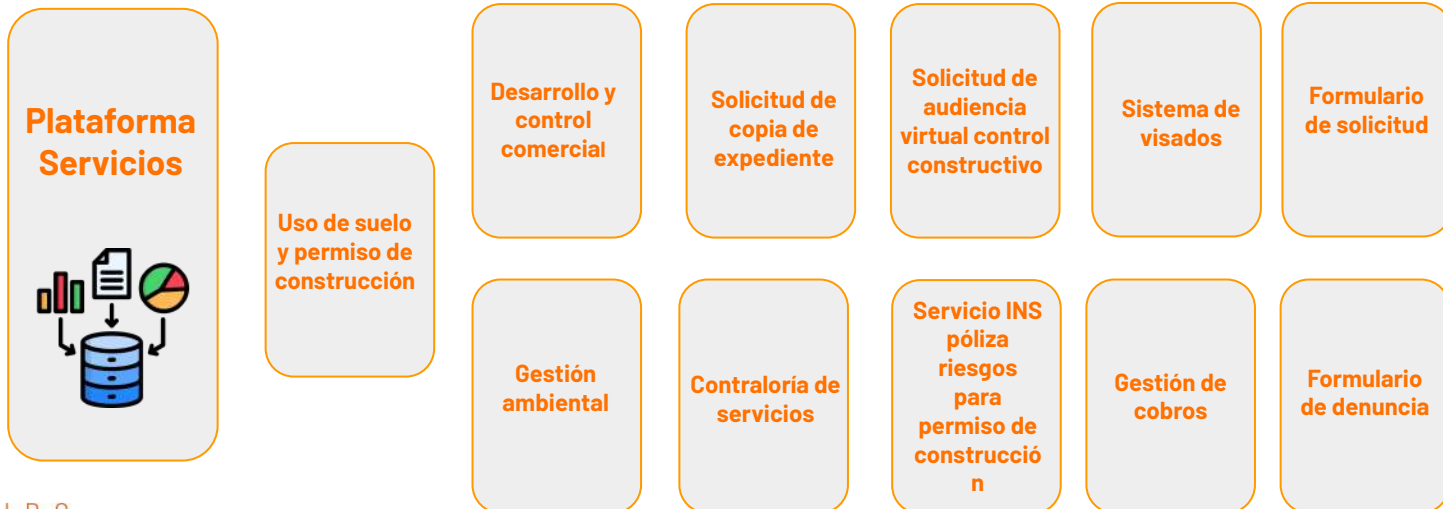 Plataforma
Servicios
Uso de suelo
y permiso de
construcción
Desarrollo y
control
comercial
Solicitud de
copia de
expediente
Solicitud de
audiencia
virtual control
constructivo
Sistema de
visados
Formulario
de solicitud
Gestión
ambiental
Contraloría de
servicios
Servicio INS
póliza
riesgos
para
permiso de
construcció
n
Gestión de
cobros
Formulario
de denuncia